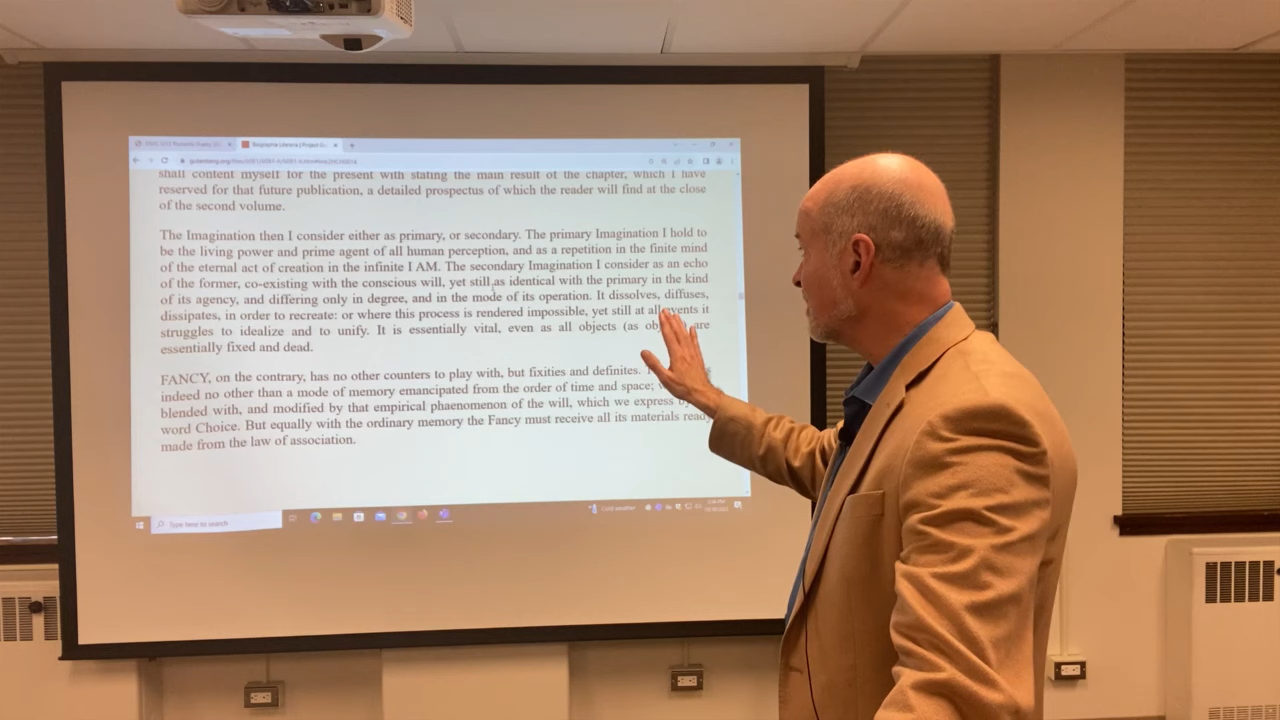 Biographia Literaria | Project Gu
shall content myself for the present with stating the main result of the chapter, which I have
reserved for that future publication, a detailed prospectus of which the reader will find at the close
of the second volume.
The Imagination then I consider either as primary, or secondary. The primary Imagination I hold to
be the living power and prime agent of all human perception, and as a repetition in the finite mind
of the eternal act of creation in the infinite I AM. The secondary Imagination I consider as an echo
of the former, co-existing with the conscious will, yet still as identical with the primary in the kind
of its agency, and differing only in degree, and in the mode of its operation. It dissolves, diffuses,
dissipates, in order to recreate: or where this process is rendered impossible, yet still at all events it
struggles to idealize and to unify. It is essentially vital, even as all objects (as are
essentially fixed and dead.
FANCY, on the contrary, has no other counters to play with, but fixities and definites.
indeed no other than a mode of memory emancipated from the order of time and space;
blended with, and modified by that empirical phaenomenon of the will, which we express
word Choice. But equally with the ordinary memory the Fancy must receive all its materials ready
made from the law of association.
Type here to search